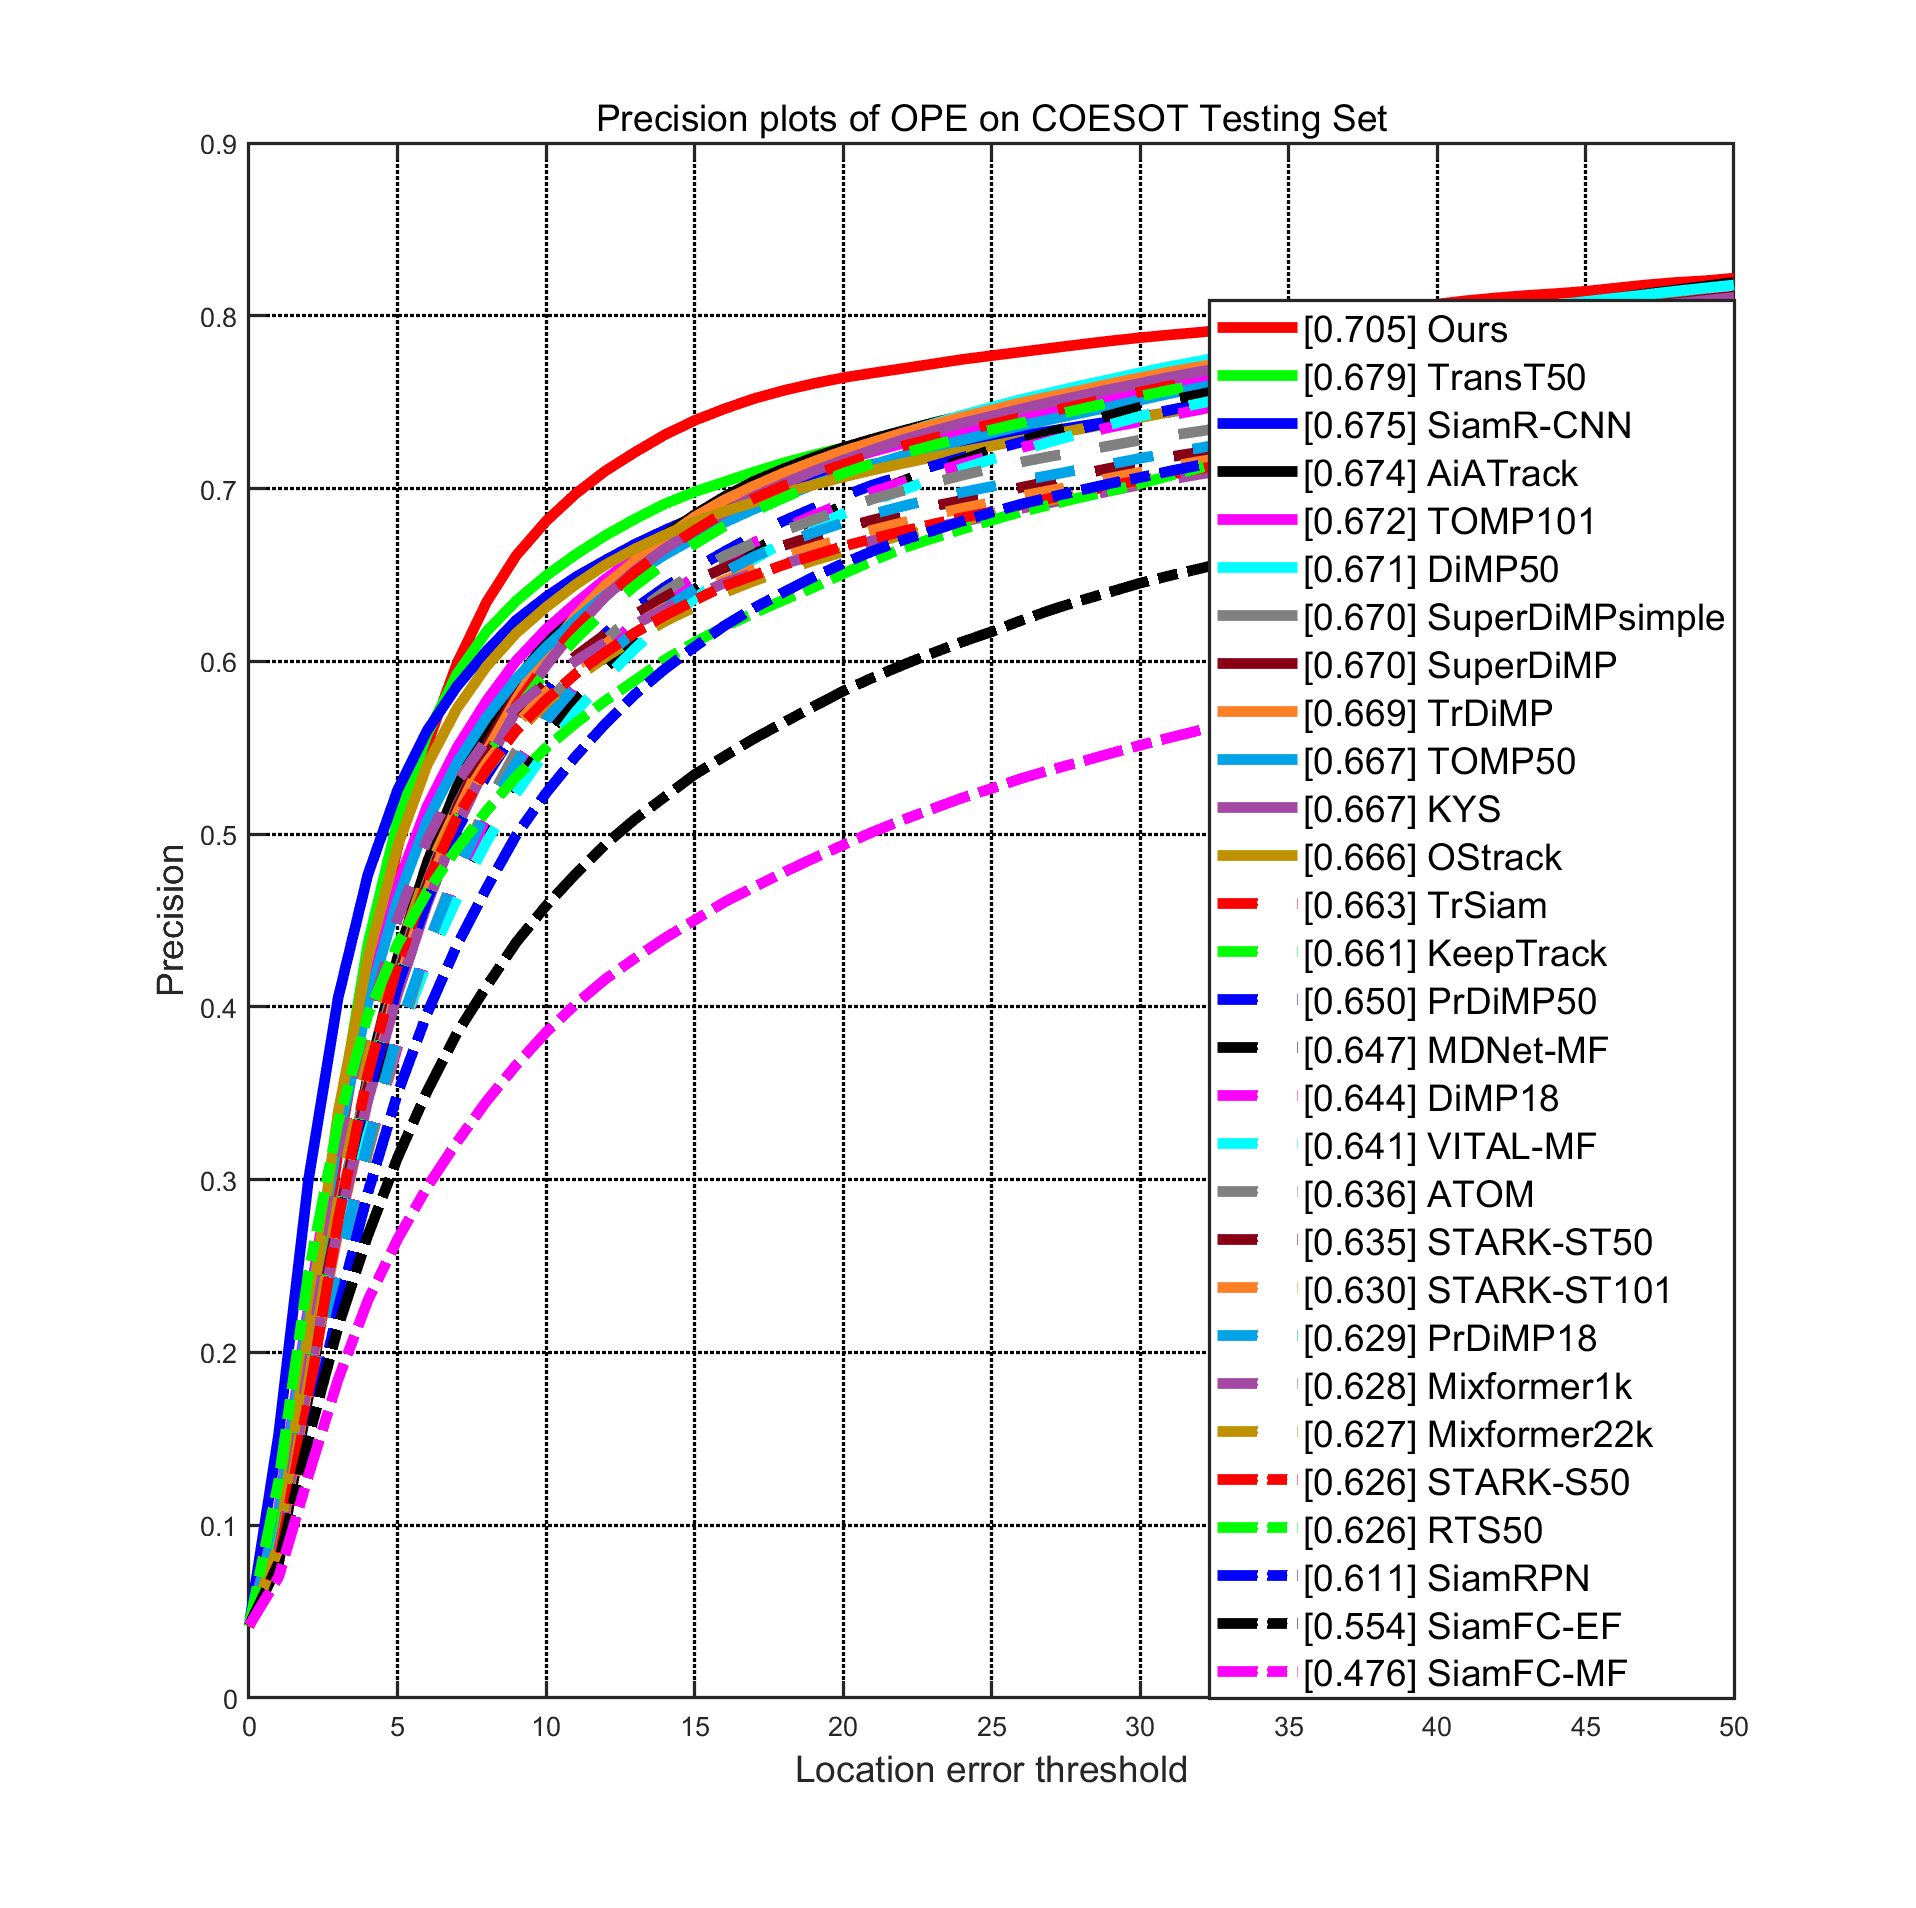 Precision plots of OPE on COESOT Testing Set
0.9
0.8
0.7
0.6
0.5
0.4
0.3
0.2
0.1
0
Precision
[0.705] Ours
[0.679] TransT50
[0.675] SiamR-CNN
[0.674] AiATrack
[0.672] TOMP101
[0.671] DiMP50
[0.670] SuperDiMPsimple
[0.670] SuperDiMP
[0.669] TrDiMP
[0.667] TOMP50
[0.667] KYS
[0.666] OStrack
[0.663] TrSiam
[0.661] KeepTrack
[0.650] PrDiMP50
[0.647] MDNet-MF
[0.644] DiMP18
[0.641] VITAL-MF
[0.636] ATOM
[0.635] STARK-ST50
[0.630] STARK-ST101
[0.629] PrDiMP18
[0.628] Mixformer1k
[0.627] Mixformer22k
[0.626] STARK-S50
[0.626] RTS50
[0.611] SiamRPN
[0.554] SiamFC-EF
[0.476] SiamFC-MF
0 5 10 15 20 25 30 35 40 45 50
Location error threshold